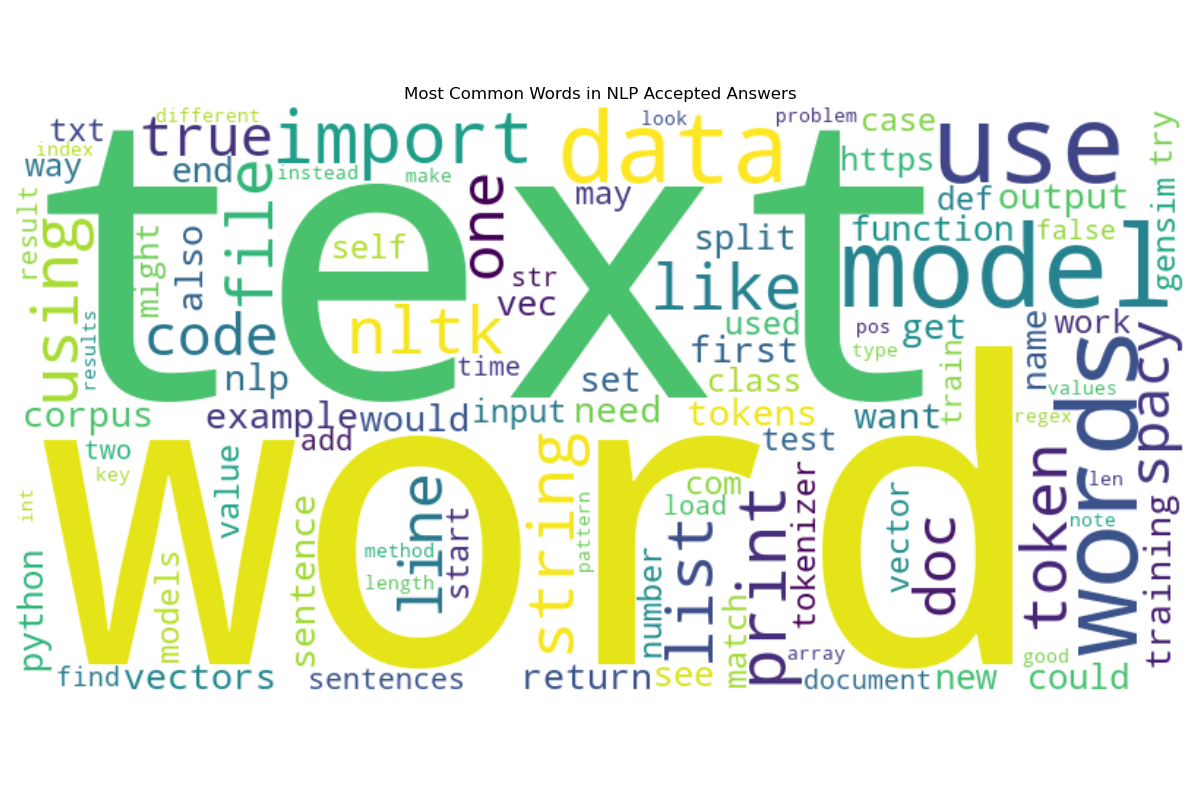 Most Common Words in NLP Accepted Answers
different
txt
true
import
data
look
problem
case
use
try
index
way
end
instead
make
may
https
def
output
text
result
using
might
also
file
self
one
str
vec
split
like
function
false
model
gensim
results
code
nltk
time
nlp
set
used
first
class
pos
type
get
train
name
work
values
words
spacy
corpus
example
would
input
need
tokens
want
regex
add
test
two
key
word
int
value
sentence
line
start
method
length
string
pattern
com
load
list
print
tokenizer
vector
doc
token
len
note
training
python
models
number
match
array
good
find
vectors
sentences
return
see
document
new
could